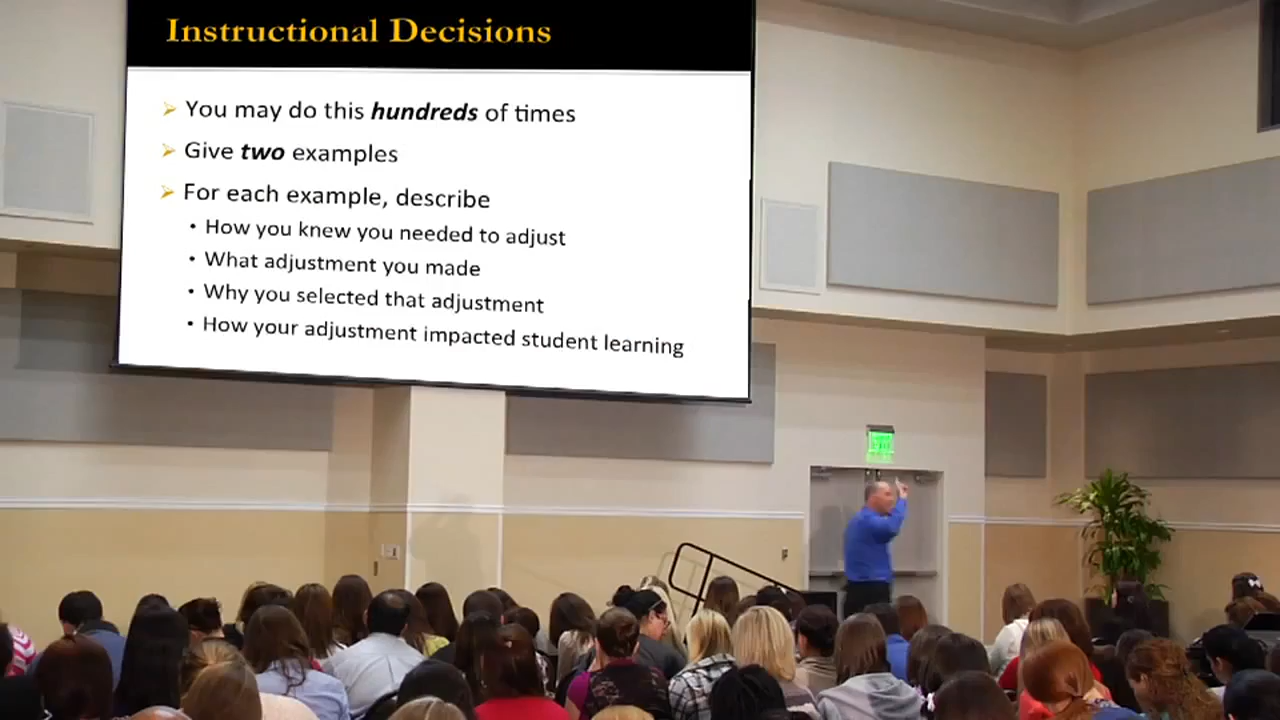 Instructional Decisions
You may do this hundreds of times
Give two examples
For each example, describe
How you knew you needed to adjust
What adjustment you made
Why you selected that adjustment
How your adjustment impacted student learning
EXIT